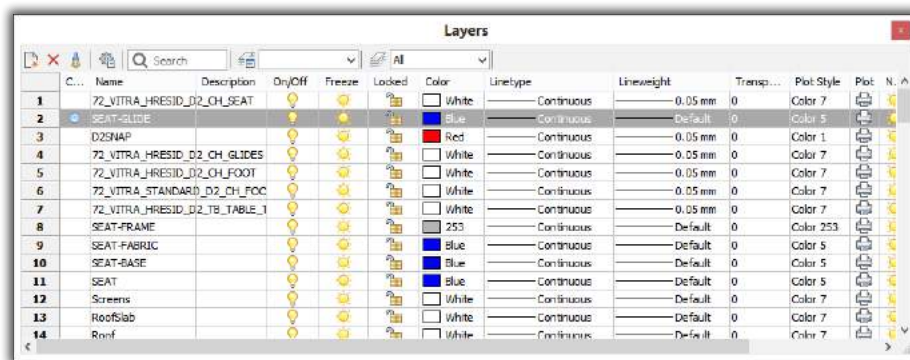 Layers
Search All
C... Name Description On/Off Freeze Locked Color Linetype Lineweight Transp... Plot Style Plot N.
1 72_VITRA_HRESID_D2_CH_SEAT White Continuous 0.05 mm 0 Color 7
2 SEAT-GLIDE Blue Continuous Default 0 Color 5
3 D2SNAP Red Continuous Default 0 Color 1
4 72_VITRA_HRESID_D2_CH_GLIDES White Continuous 0.05 mm 0 Color 7
5 72_VITRA_HRESID_D2_CH_FOOT White Continuous 0.05 mm 0 Color 7
6 72_VITRA_STANDARD_D2_CH_FOO White Continuous 0.05 mm 0 Color 7
7 72_VITRA_HRESID_D2_TB_TABLE_T White Continuous 0.05 mm 0 Color 7
8 SEAT-FRAME 253 Continuous Default 0 Color 253
9 SEAT-FABRIC Blue Continuous Default 0 Color 5
10 SEAT-BASE Blue Continuous Default 0 Color 5
11 SEAT Blue Continuous Default 0 Color 5
12 Screens White Continuous Default 0 Color 7
13 RoofSlab White Continuous Default 0 Color 7
14 Roof White Continuous Default 0 Color 7